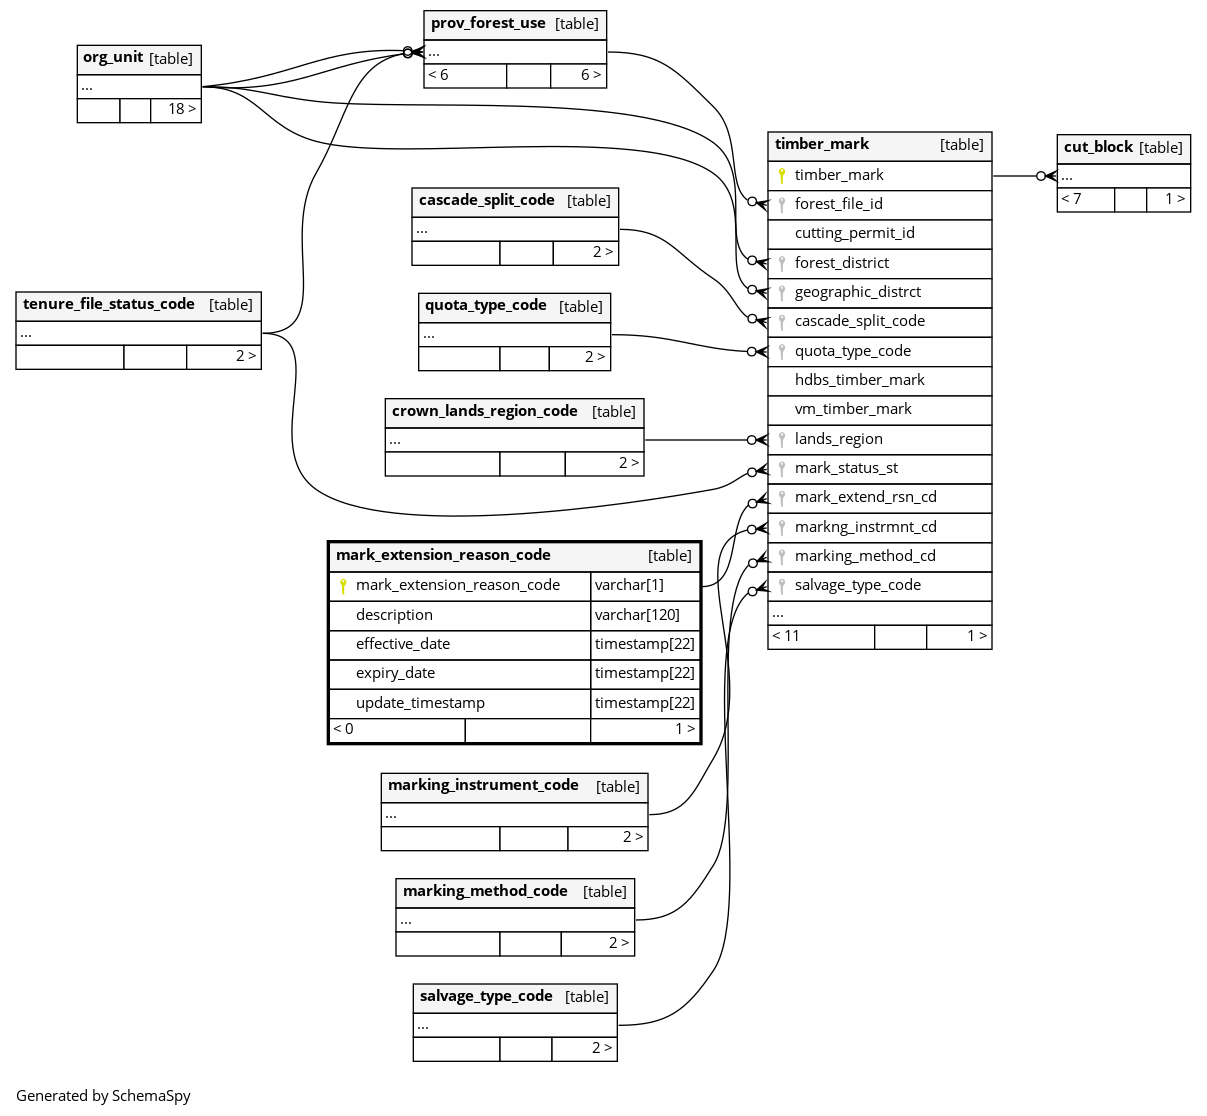 prov_forest_use [table]
...
< 6 6 >
org_unit [table]
...
18 >
timber_mark [table]
timber_mark
forest_file_id
cutting_permit_id
forest_district
geographic_distrct
cascade_split_code
quota_type_code
hdbs_timber_mark
vm_timber_mark
lands_region
mark_status_st
mark_extend_rsn_cd
markng_instrmnt_cd
marking_method_cd
salvage_type_code
...
< 11 1 >
cut_block [table]
...
< 7 1 >
cascade_split_code [table]
...
2 >
tenure_file_status_code [table]
...
2 >
quota_type_code [table]
...
2 >
crown_lands_region_code [table]
...
2 >
mark_extension_reason_code [table]
mark_extension_reason_code varchar[1]
description varchar[120]
effective_date timestamp[22]
expiry_date timestamp[22]
update_timestamp timestamp[22]
< 0 1 >
marking_instrument_code [table]
...
2 >
marking_method_code [table]
...
2 >
salvage_type_code [table]
...
2 >
Generated by SchemaSpy